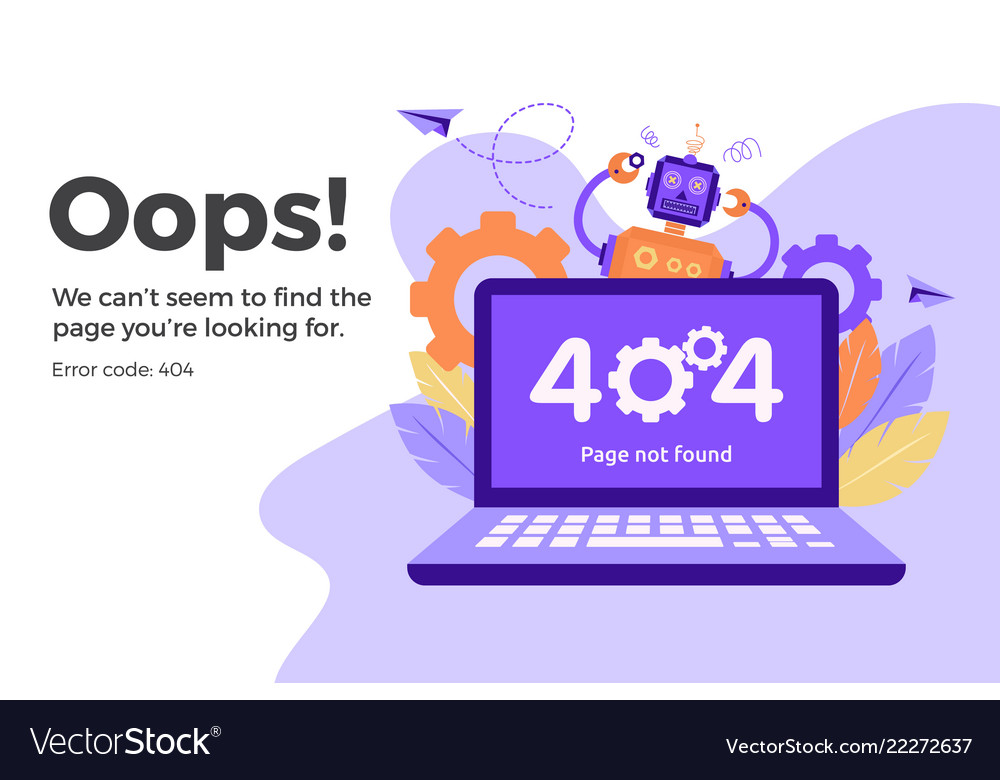 Oops!
We can’t seem to find the
page you’re looking for.
Error code: 404
404
Page not found
VectorStock®
VectorStock.com/22272637